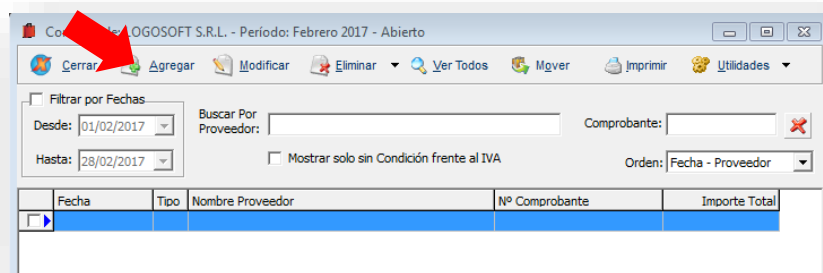 LOGOSOFT S.R.L. - Período: Febrero 2017 - Abierto
Cerrar Agregar Modificar Eliminar Ver Todos Mover Imprimir Utilidades
Filtrar por Fechas
Desde: 01/02/2017 Buscar Por Proveedor: Comprobante:
Hasta: 28/02/2017 Mostrar solo sin Condición frente al IVA Orden: Fecha - Proveedor
Fecha Tipo Nombre Proveedor Nº Comprobante Importe Total